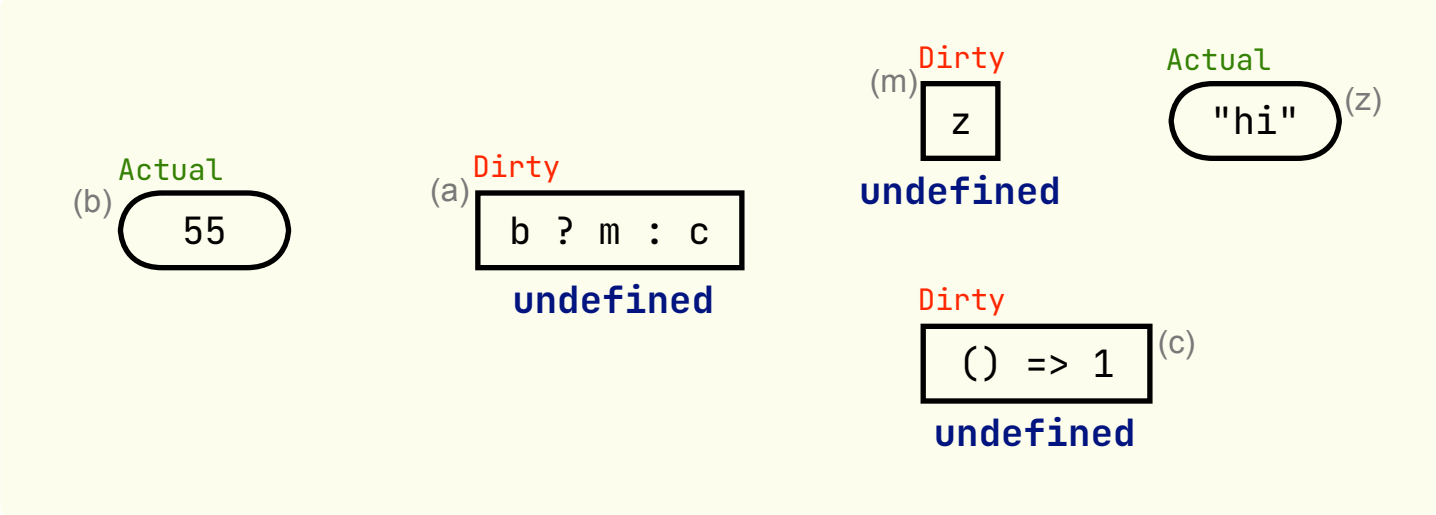 Actual
(b)
55
Dirty
(a)
b ? m : c
undefined
Dirty
(m)
z
undefined
Actual
"hi"
(z)
Dirty
() => 1
(c)
undefined